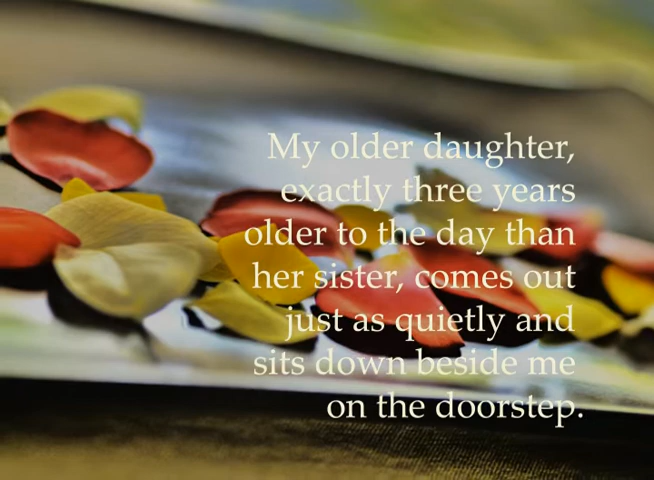 My older daughter,
exactly three years
older to the day than
her sister, comes out
just as quietly and
sits down beside me
on the doorstep.